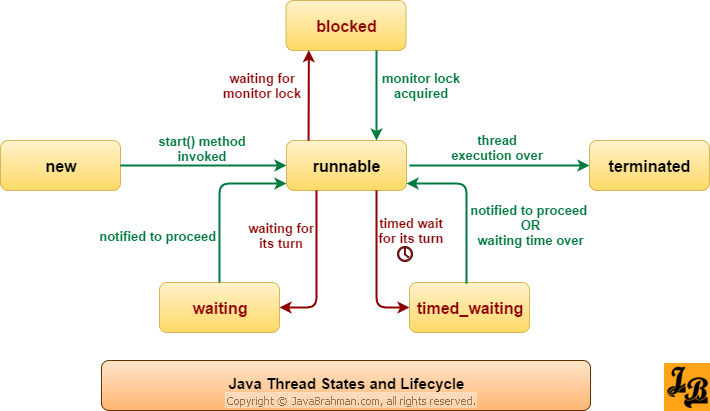 blocked
waiting for
monitor lock
monitor lock
acquired
start() method
invoked
thread
execution over
new
runnable
terminated
notified to proceed
waiting for
its turn
timed wait
for its turn
notified to proceed
OR
waiting time over
waiting
timed_waiting
Java Thread States and Lifecycle
Copyright © JavaBrahman.com, all rights reserved.
JB